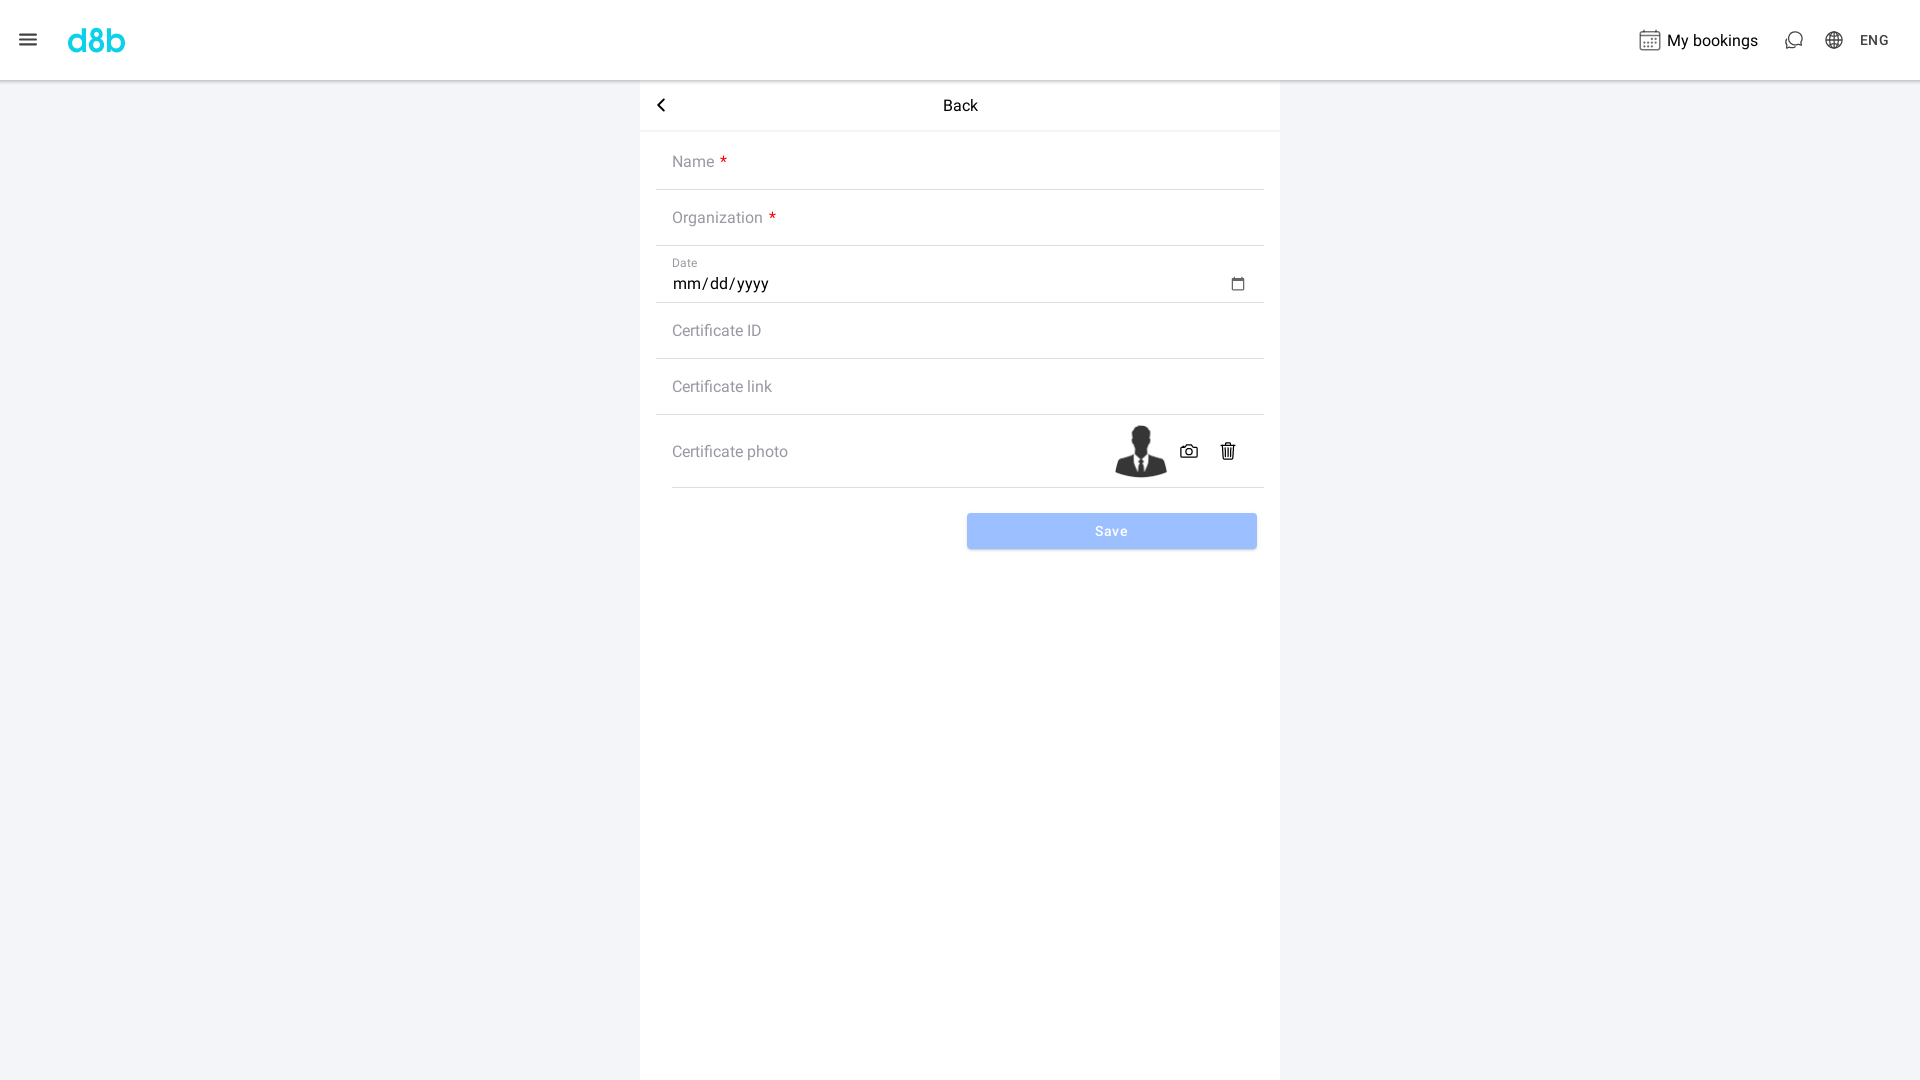 d8b
My bookings
ENG
Back
Name *
Organization *
Date
mm/dd/yyyy
Certificate ID
Certificate link
Certificate photo
Save